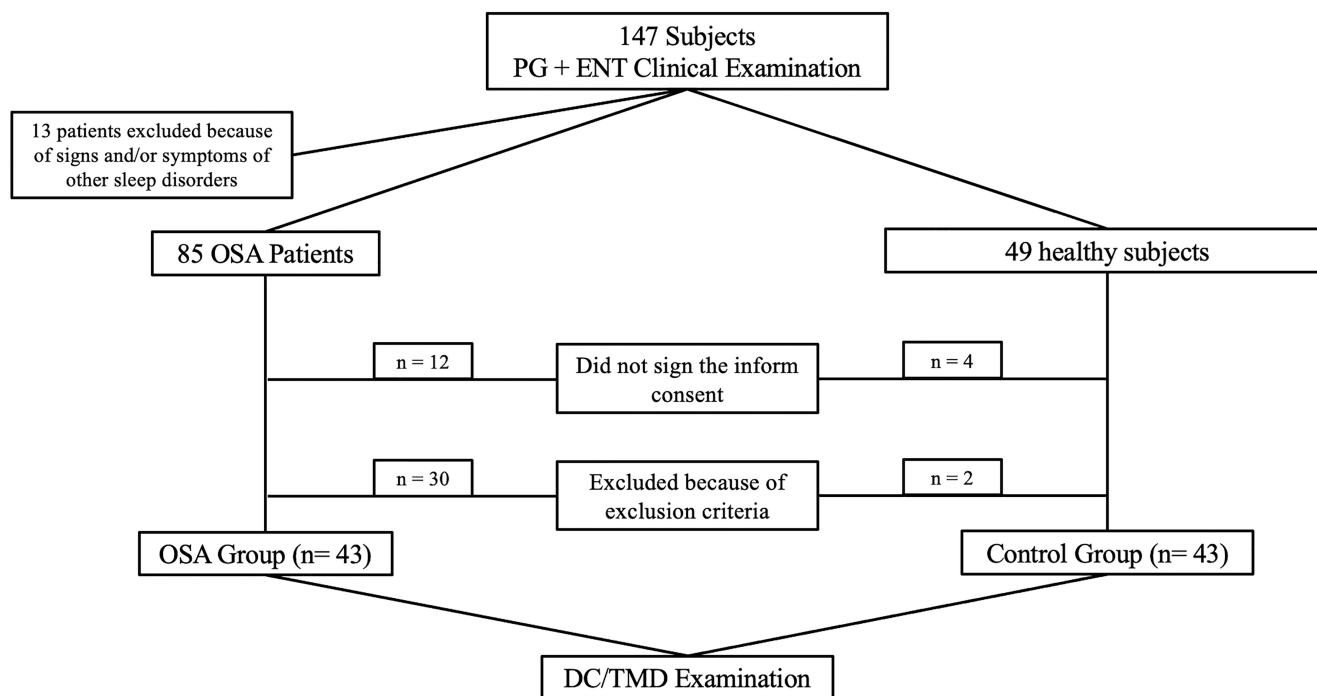 147 Subjects
PG + ENT Clinical Examination
13 patients excluded because
of signs and/or symptoms of
other sleep disorders
85 OSA Patients
49 healthy subjects
n = 12
Did not sign the inform
consent
n = 4
n = 30
Excluded because of
exclusion criteria
n = 2
OSA Group (n= 43)
Control Group (n= 43)
DC/TMD Examination